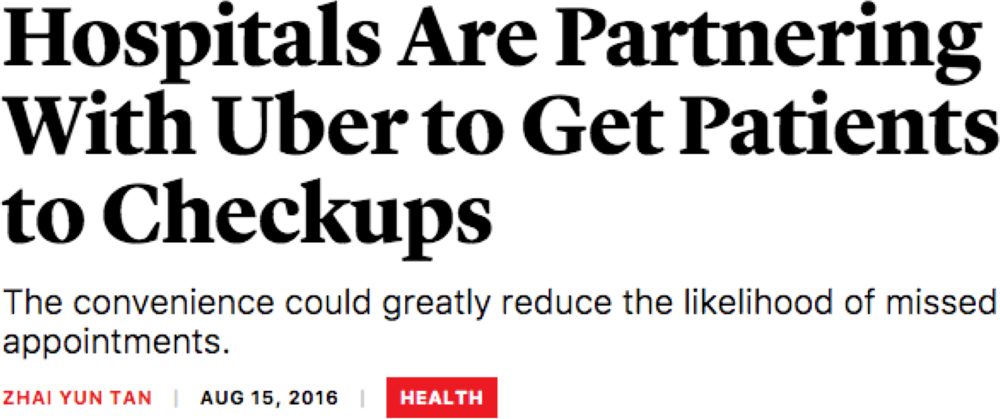 Hospitals Are Partnering
With Uber to Get Patients
to Checkups
The convenience could greatly reduce the likelihood of missed
appointments.
ZHAI YUN TAN | AUG 15, 2016 | HEALTH